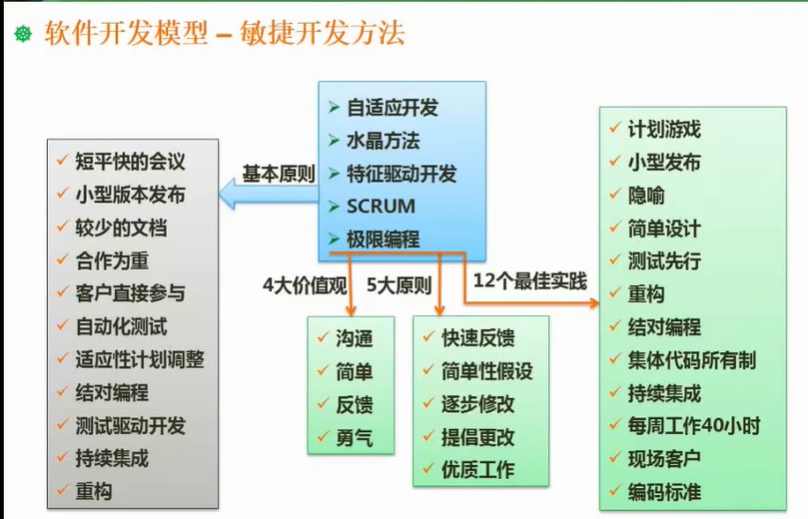 软件开发模型 – 敏捷开发方法
自适应开发
水晶方法
特征驱动开发
SCRUM
极限编程
基本原则
短平快的会议
小型版本发布
较少的文档
合作为重
客户直接参与
自动化测试
适应性计划调整
结对编程
测试驱动开发
持续集成
重构
4大价值观
沟通
简单
反馈
勇气
5大原则
快速反馈
简单性假设
逐步修改
提倡更改
优质工作
12个最佳实践
计划游戏
小型发布
隐喻
简单设计
测试先行
重构
结对编程
集体代码所有制
持续集成
每周工作40小时
现场客户
编码标准